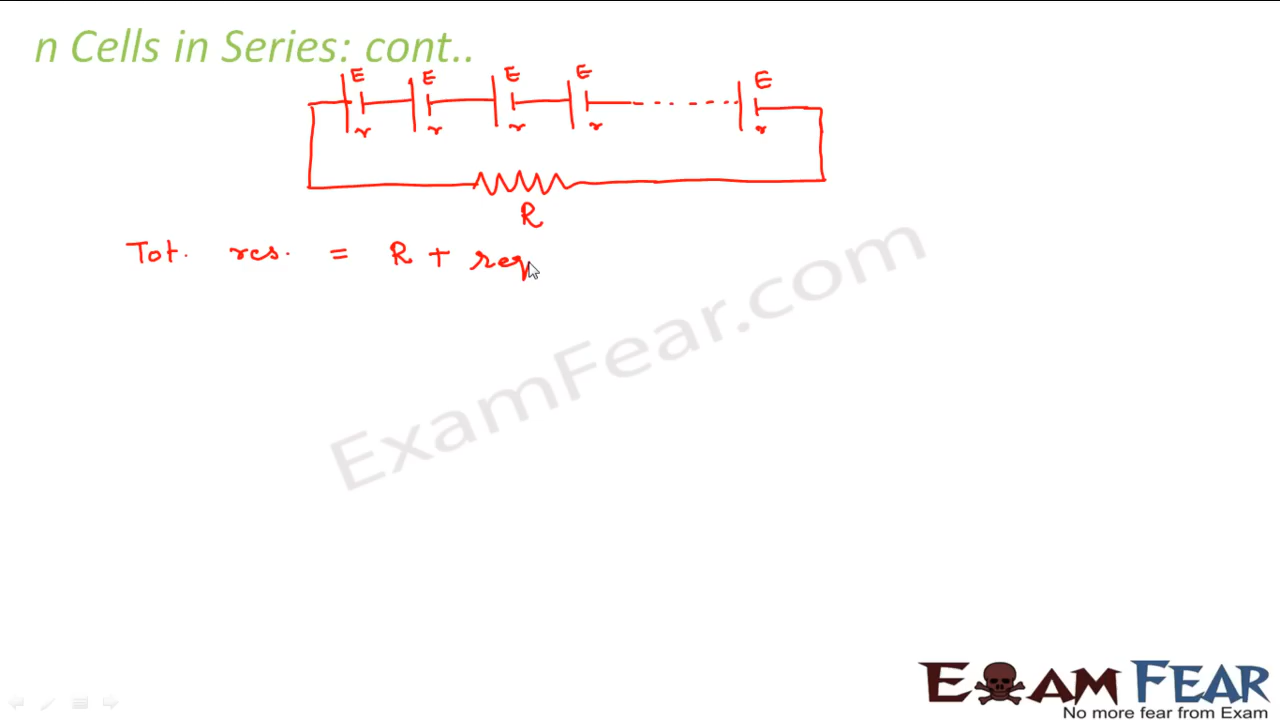 n Cells in Series: cont..
E E E E E
r r r r r
R
Tot. res. = R + req
ExamFear.com
EXAM FEAR
No more fear from Exam